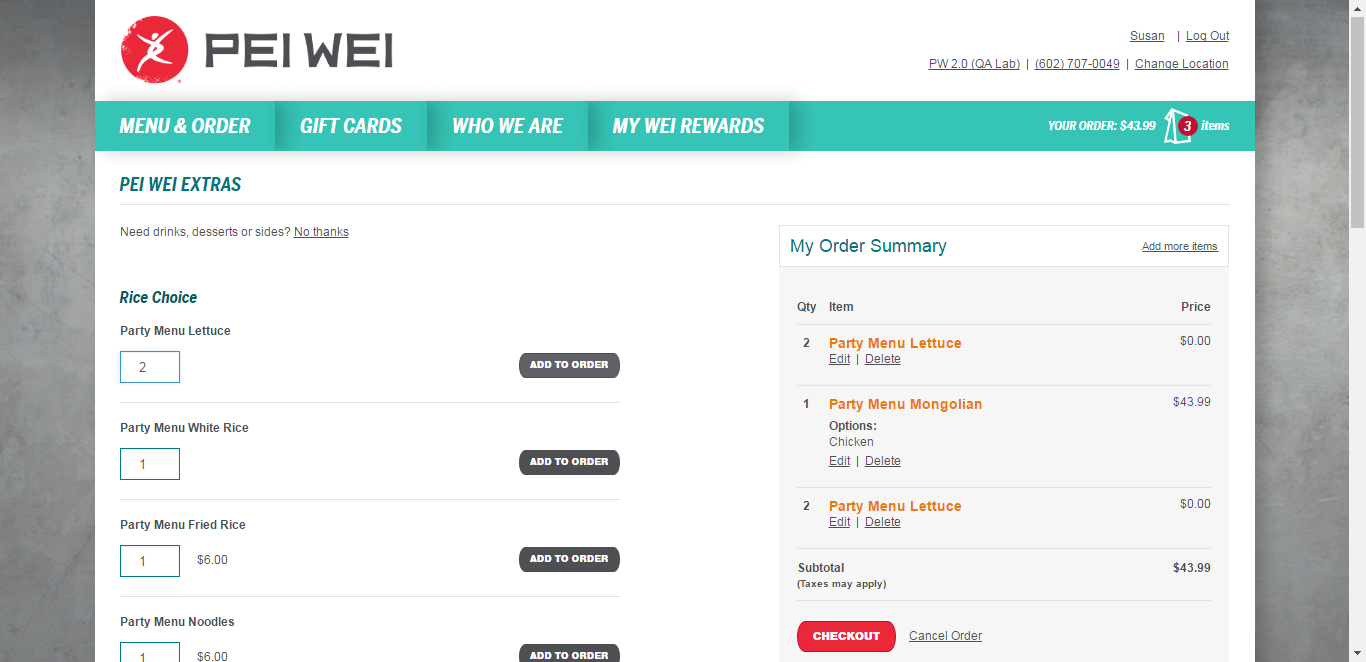 PEI WEI
Susan | Log Out
PW 2.0 (QA Lab) | (602) 707-0049 | Change Location
MENU & ORDER GIFT CARDS WHO WE ARE MY WEI REWARDS YOUR ORDER: $43.99 3 items
PEI WEI EXTRAS
Need drinks, desserts or sides? No thanks
Rice Choice
Party Menu Lettuce
2 ADD TO ORDER
Party Menu White Rice
1 ADD TO ORDER
Party Menu Fried Rice
1 $6.00 ADD TO ORDER
Party Menu Noodles
1 $6.00 ADD TO ORDER
My Order Summary Add more items
Qty Item Price
2 Party Menu Lettuce $0.00
Edit | Delete
1 Party Menu Mongolian $43.99
Options:
Chicken
Edit | Delete
2 Party Menu Lettuce $0.00
Edit | Delete
Subtotal $43.99
(Taxes may apply)
CHECKOUT Cancel Order